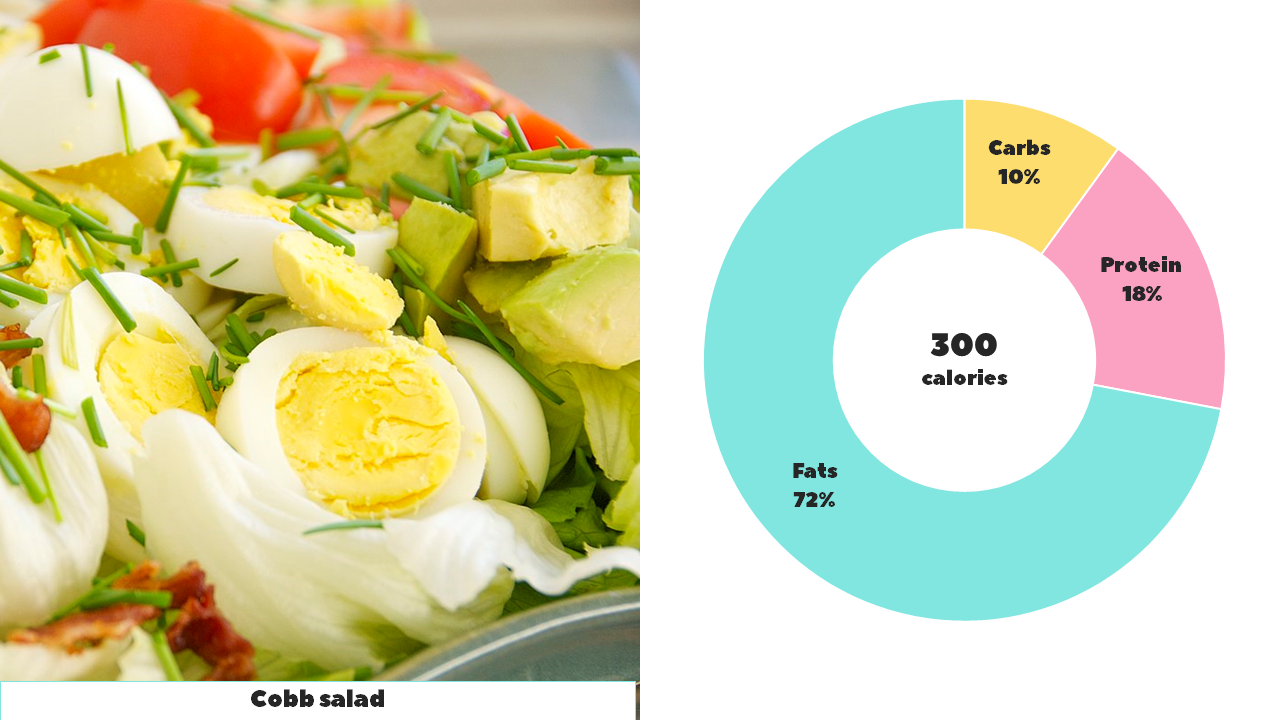 Cobb salad
Carbs
10%
Protein
18%
300
calories
Fats
72%